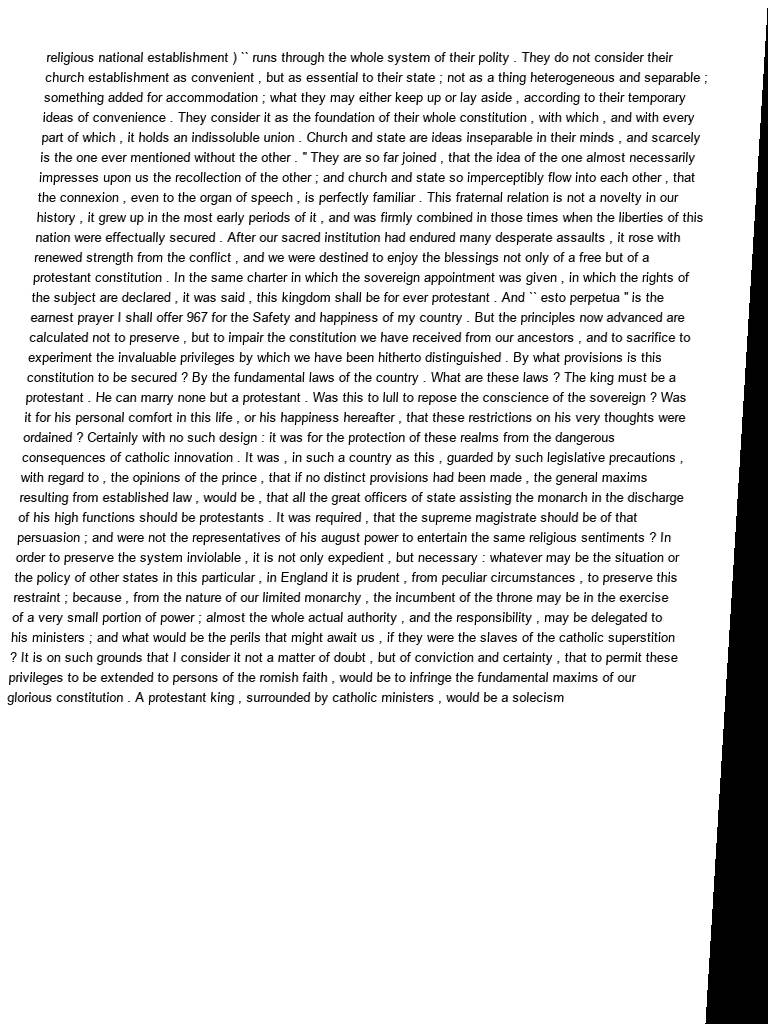 religious national establishment ) `` runs through the whole system of their polity . They do not consider their
church establishment as convenient , but as essential to their state ; not as a thing heterogeneous and separable ;
something added for accommodation ; what they may either keep up or lay aside , according to their temporary
ideas of convenience . They consider it as the foundation of their whole constitution , with which , and with every
part of which , it holds an indissoluble union . Church and state are ideas inseparable in their minds , and scarcely
is the one ever mentioned without the other . '' They are so far joined , that the idea of the one almost necessarily
impresses upon us the recollection of the other ; and church and state so imperceptibly flow into each other , that
the connexion , even to the organ of speech , is perfectly familiar . This fraternal relation is not a novelty in our
history , it grew up in the most early periods of it , and was firmly combined in those times when the liberties of this
nation were effectually secured . After our sacred institution had endured many desperate assaults , it rose with
renewed strength from the conflict , and we were destined to enjoy the blessings not only of a free but of a
protestant constitution . In the same charter in which the sovereign appointment was given , in which the rights of
the subject are declared , it was said , this kingdom shall be for ever protestant . And `` esto perpetua '' is the
earnest prayer I shall offer 967 for the Safety and happiness of my country . But the principles now advanced are
calculated not to preserve , but to impair the constitution we have received from our ancestors , and to sacrifice to
experiment the invaluable privileges by which we have been hitherto distinguished . By what provisions is this
constitution to be secured ? By the fundamental laws of the country . What are these laws ? The king must be a
protestant . He can marry none but a protestant . Was this to lull to repose the conscience of the sovereign ? Was
it for his personal comfort in this life , or his happiness hereafter , that these restrictions on his very thoughts were
ordained ? Certainly with no such design : it was for the protection of these realms from the dangerous
consequences of catholic innovation . It was , in such a country as this , guarded by such legislative precautions ,
with regard to , the opinions of the prince , that if no distinct provisions had been made , the general maxims
resulting from established law , would be , that all the great officers of state assisting the monarch in the discharge
of his high functions should be protestants . It was required , that the supreme magistrate should be of that
persuasion ; and were not the representatives of his august power to entertain the same religious sentiments ? In
order to preserve the system inviolable , it is not only expedient , but necessary : whatever may be the situation or
the policy of other states in this particular , in England it is prudent , from peculiar circumstances , to preserve this
restraint ; because , from the nature of our limited monarchy , the incumbent of the throne may be in the exercise
of a very small portion of power ; almost the whole actual authority , and the responsibility , may be delegated to
his ministers ; and what would be the perils that might await us , if they were the slaves of the catholic superstition
? It is on such grounds that I consider it not a matter of doubt , but of conviction and certainty , that to permit these
privileges to be extended to persons of the romish faith , would be to infringe the fundamental maxims of our
glorious constitution . A protestant king , surrounded by catholic ministers , would be a solecism